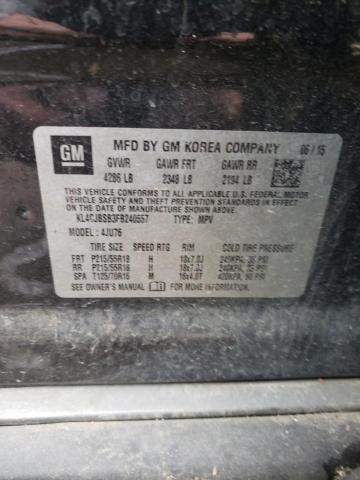 GM MFD BY GM KOREA COMPANY 06/15
GVWR GAWR FRT GAWR RR
4286 LB 2348 LB 2194 LB
THIS VEHICLE CONFORMS TO ALL APPLICABLE U.S. FEDERAL MOTOR
VEHICLE SAFETY AND THEFT PREVENTION STANDARDS IN EFFECT ON
THE DATE OF MANUFACTURE SHOWN ABOVE.
KL4CJBSB3FB240557 TYPE: MPV
MODEL: 4JU76
TIRE SIZE SPEED RTG RIM COLD TIRE PRESSURE
FRT P215/55R18 H 18x7.0J 240KPA, 35 PSI
RR P215/55R18 H 18x7.0J 240KPA, 35 PSI
SPA T125/70R16 M 16x4.0T 420KPA, 60 PSI
SEE OWNER'S MANUAL FOR MORE INFORMATION